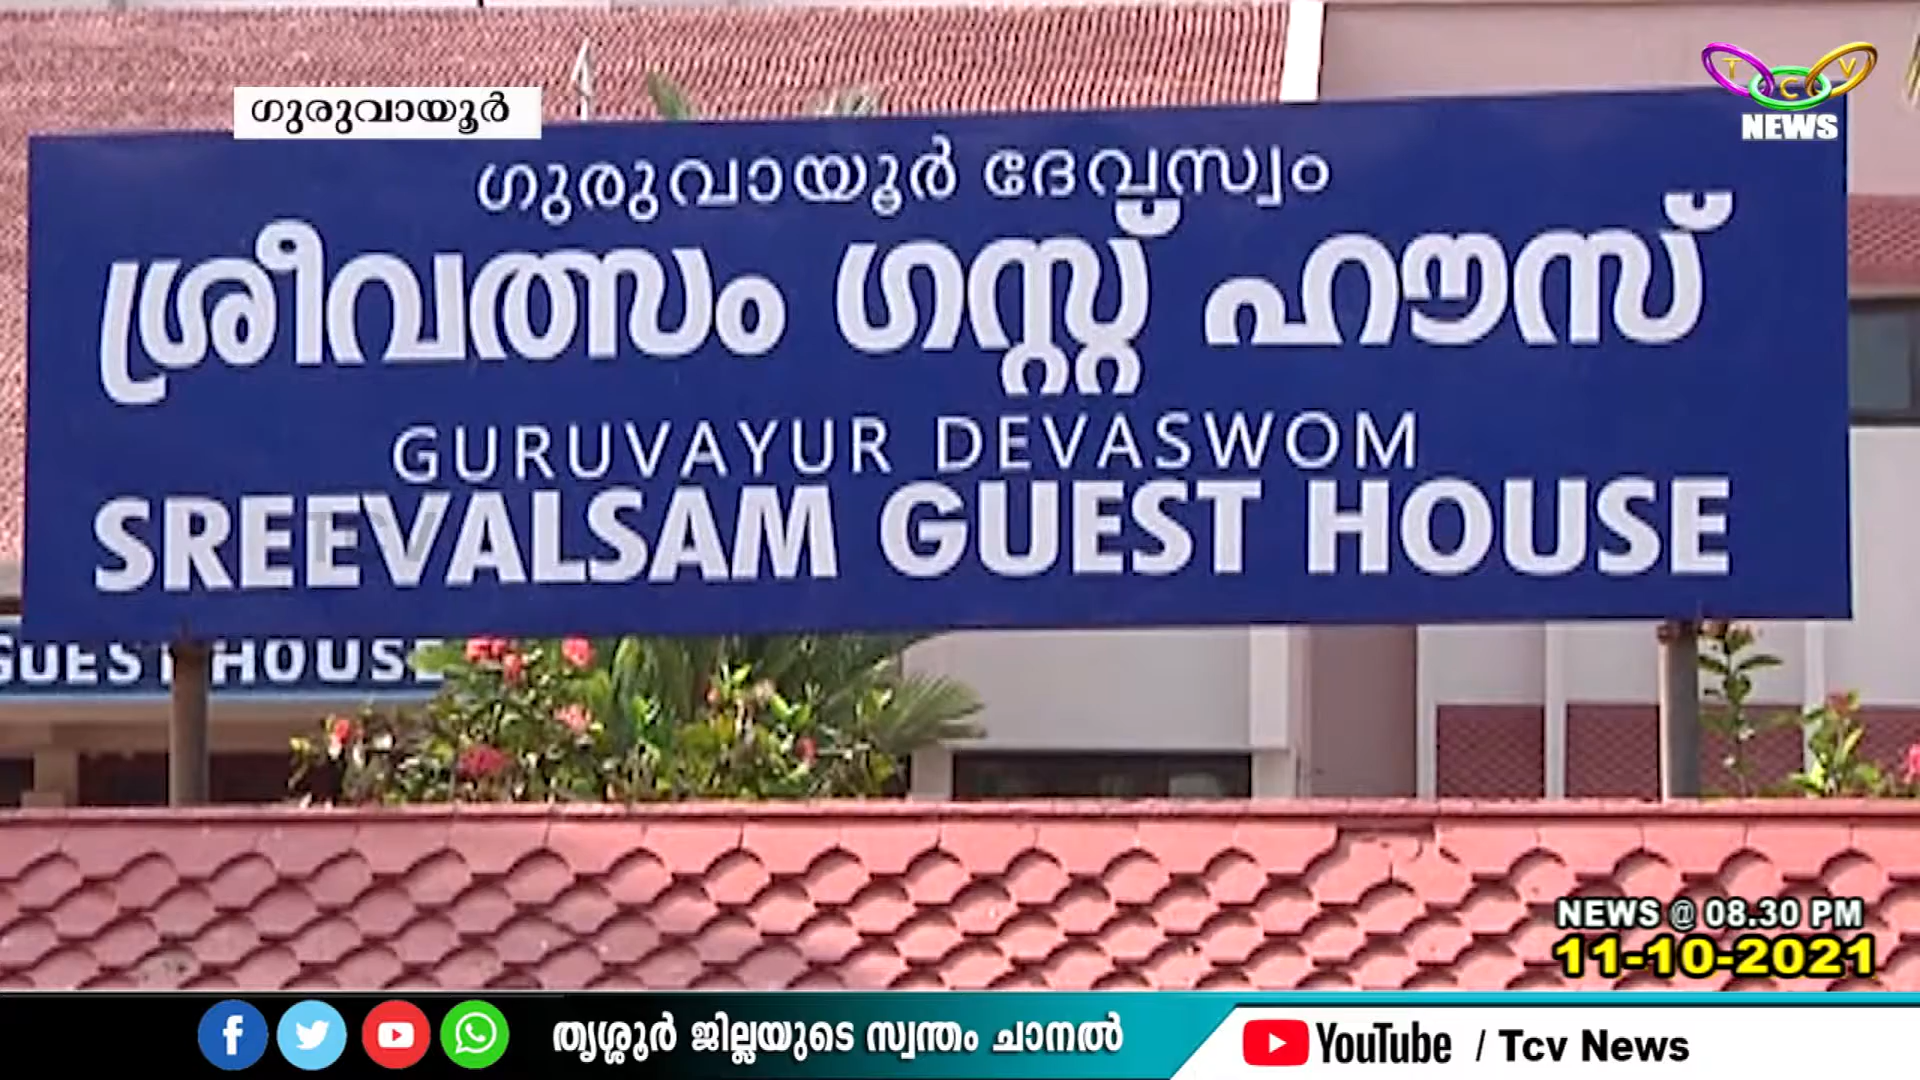 ഗുരുവായൂർ
T C V
NEWS
ഗുരുവായൂർ ദേവസ്വം
ശ്രീവത്സം ഗസ്റ്റ് ഹൗസ്
GURUVAYUR DEVASWOM
SREEVALSAM GUEST HOUSE
TCV
GUEST HOUSE
NEWS @ 08.30 PM
11-10-2021
തൃശ്ശൂർ ജില്ലയുടെ സ്വന്തം ചാനൽ
YouTube / Tcv News